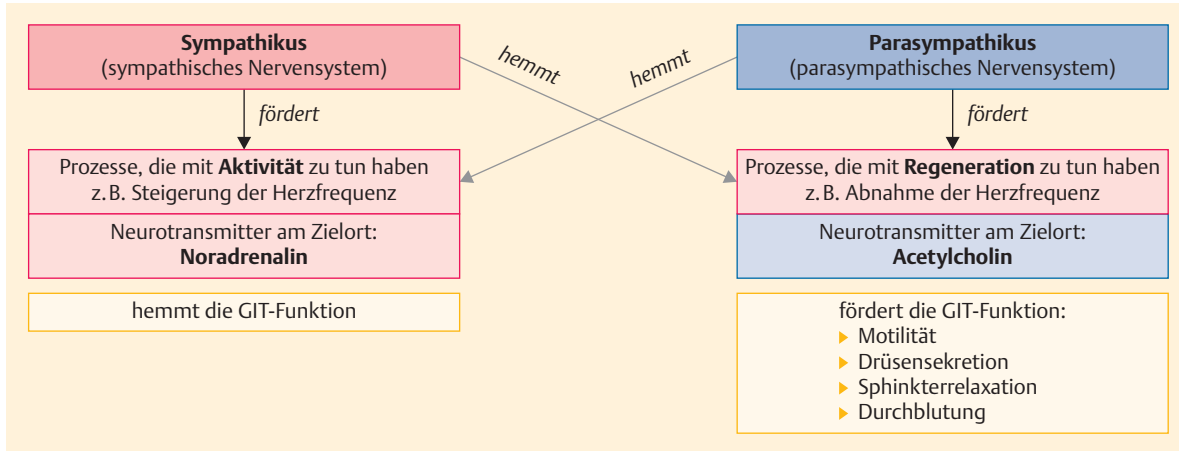 Sympathikus
(sympathisches Nervensystem)
hemmt
hemmt
Parasympathikus
(parasympathisches Nervensystem)
fördert
fördert
Prozesse, die mit Aktivität zu tun haben
z.B. Steigerung der Herzfrequenz
Neurotransmitter am Zielort:
Noradrenalin
hemmt die GIT-Funktion
Prozesse, die mit Regeneration zu tun haben
z.B. Abnahme der Herzfrequenz
Neurotransmitter am Zielort:
Acetylcholin
fördert die GIT-Funktion:
Motilität
Drüsensekretion
Sphinkterrelaxation
Durchblutung